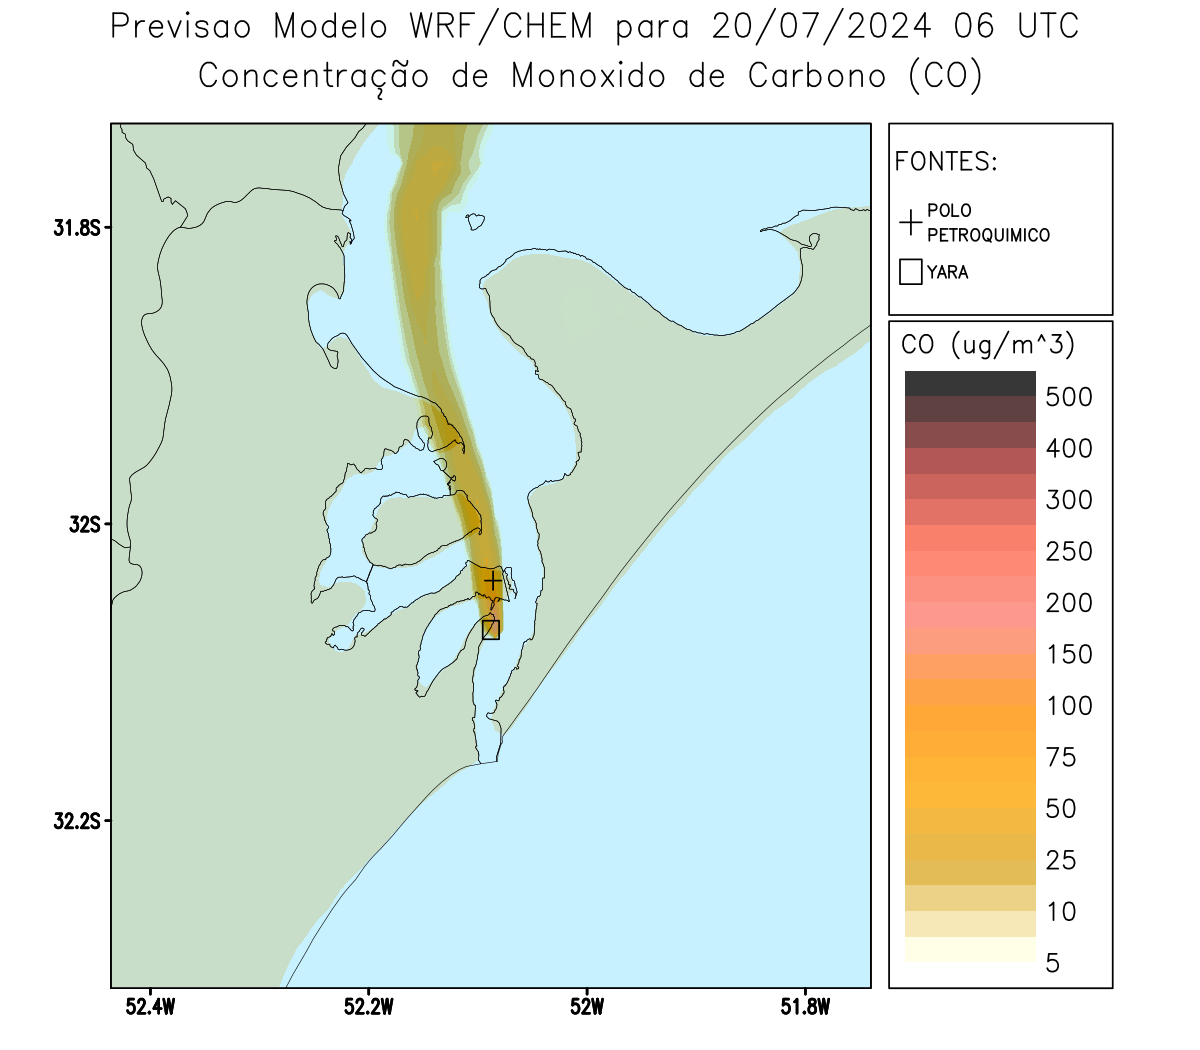 Previsao Modelo WRF/CHEM para 20/07/2024 06 UTC
Concentração de Monoxido de Carbono (CO)
FONTES:
POLO
PETROQUIMICO
YARA
CO (ug/m^3)
500
400
300
250
200
150
100
75
50
25
10
5
31.8S
32S
32.2S
52.4W
52.2W
52W
51.8W